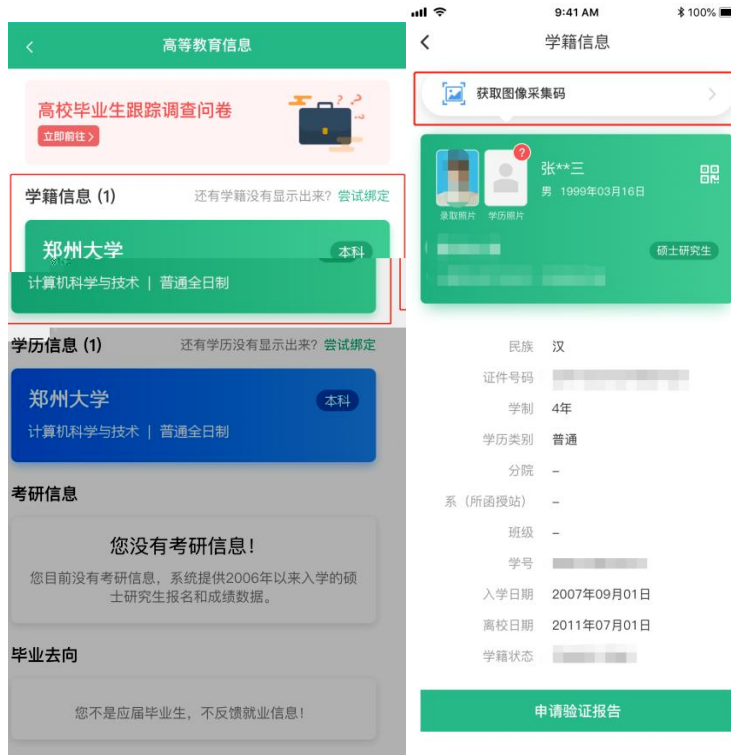 高等教育信息
高校毕业生跟踪调查问卷
立即前往>
学籍信息 (1)
还有学籍没有显示出来？尝试绑定
郑州大学
本科
计算机科学与技术 | 普通全日制
学历信息 (1)
还有学历没有显示出来？尝试绑定
郑州大学
本科
计算机科学与技术 | 普通全日制
考研信息
您没有考研信息！
您目前没有考研信息，系统提供2006年以来入学的硕
士研究生报名和成绩数据。
毕业去向
您不是应届毕业生，不反馈就业信息！
9:41 AM
100%
学籍信息
获取图像采集码
张**三
男 1999年03月16日
录取照片 学历照片
硕士研究生
民族 汉
证件号码
学制 4年
学历类别 普通
分院 –
系（所函授站） –
班级 –
学号
入学日期 2007年09月01日
离校日期 2011年07月01日
学籍状态
申请验证报告